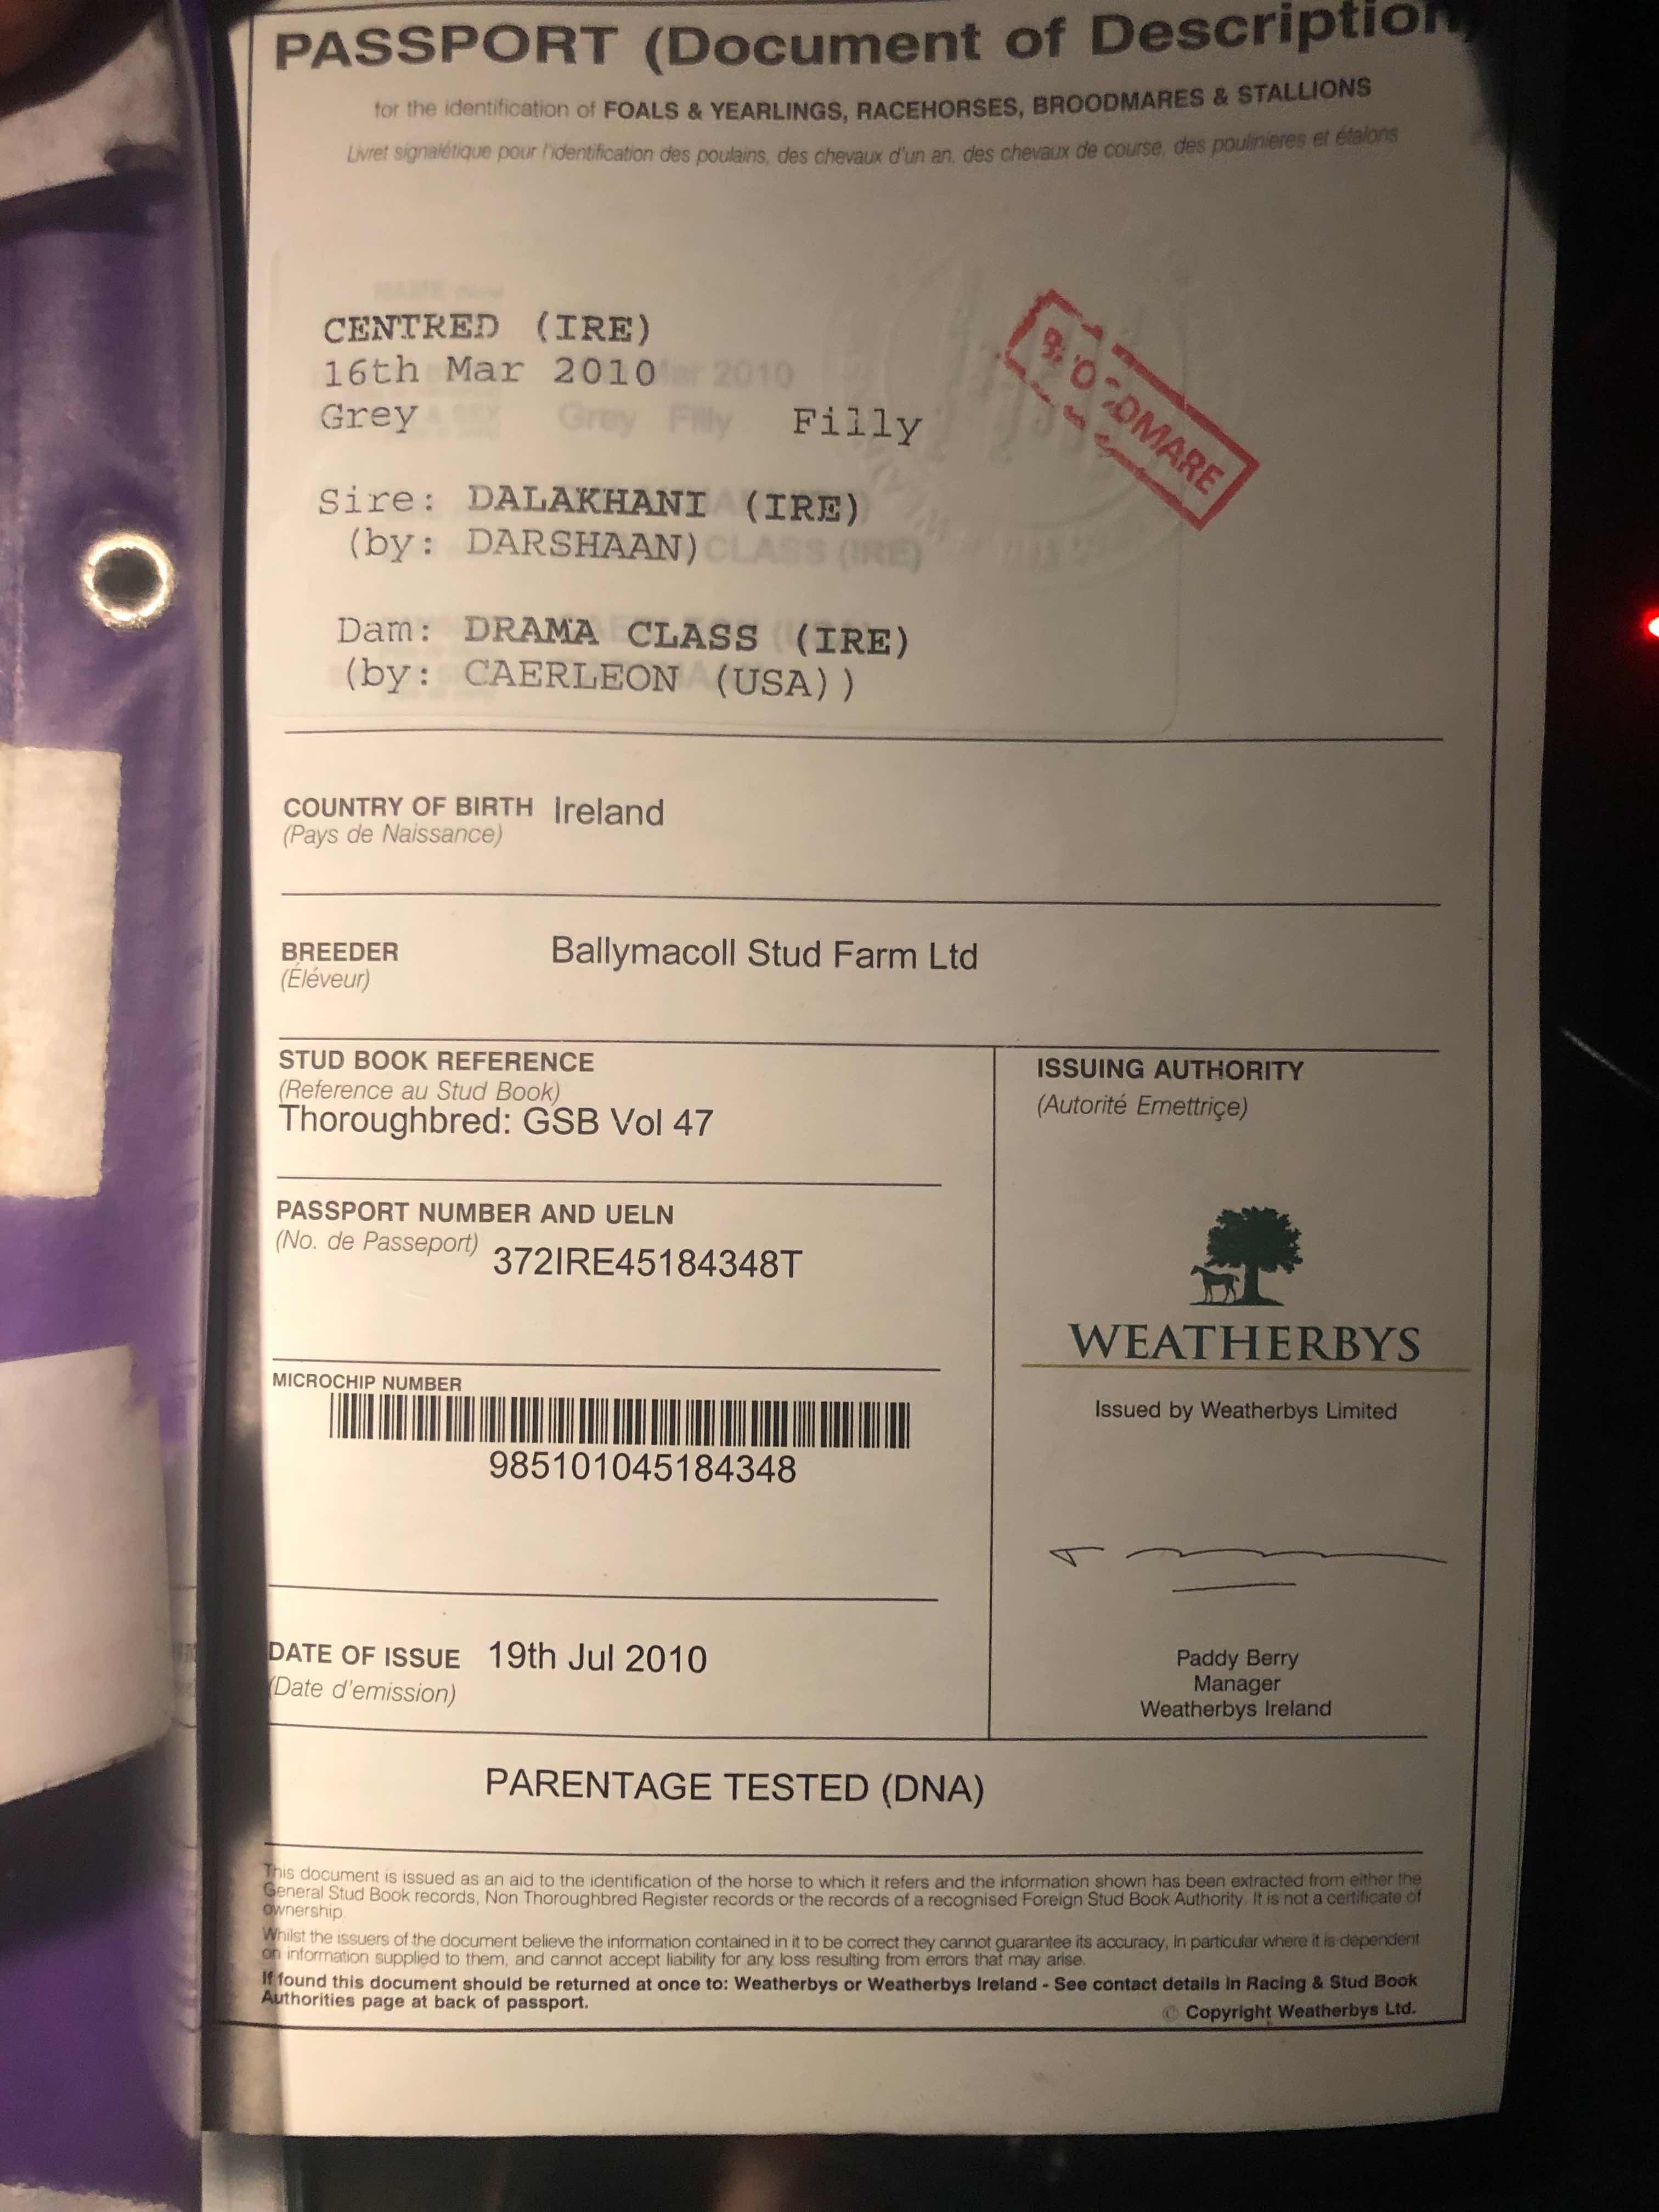 PASSPORT (Document of Description)
for the identification of FOALS & YEARLINGS, RACEHORSES, BROODMARES & STALLIONS
Livret signalétique pour l'identification des poulains, des chevaux d'un an, des chevaux de course, des poulinieres et étalons
CENTRED (IRE)
16th Mar 2010
Grey Filly
BROODMARE
Sire: DALAKHANI (IRE)
(by: DARSHAAN)
Dam: DRAMA CLASS (IRE)
(by: CAERLEON (USA))
COUNTRY OF BIRTH Ireland
(Pays de Naissance)
BREEDER Ballymacoll Stud Farm Ltd
(Éléveur)
STUD BOOK REFERENCE
(Reference au Stud Book)
Thoroughbred: GSB Vol 47
PASSPORT NUMBER AND UELN
(No. de Passeport) 372IRE45184348T
MICROCHIP NUMBER
985101045184348
DATE OF ISSUE 19th Jul 2010
(Date d'emission)
ISSUING AUTHORITY
(Autorité Emettriçe)
WEATHERBYS
Issued by Weatherbys Limited
Paddy Berry
Manager
Weatherbys Ireland
PARENTAGE TESTED (DNA)
This document is issued as an aid to the identification of the horse to which it refers and the information shown has been extracted from either the
General Stud Book records, Non Thoroughbred Register records or the records of a recognised Foreign Stud Book Authority. It is not a certificate of
ownership.
Whilst the issuers of the document believe the information contained in it to be correct they cannot guarantee its accuracy, in particular where it is dependent
on information supplied to them, and cannot accept liability for any loss resulting from errors that may arise.
If found this document should be returned at once to: Weatherbys or Weatherbys Ireland - See contact details in Racing & Stud Book
Authorities page at back of passport.
© Copyright Weatherbys Ltd.